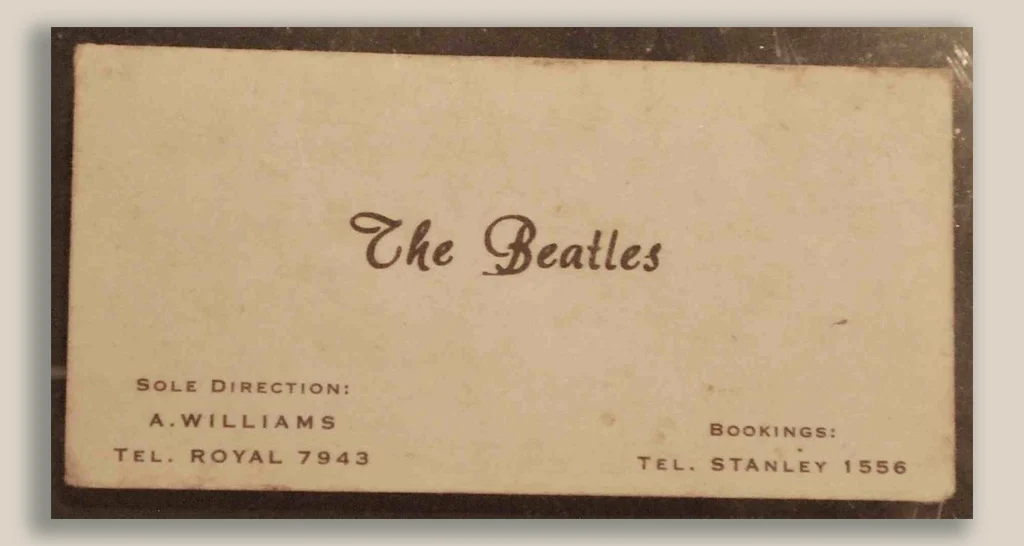 The Beatles
Sole Direction:
A.WILLIAMS
Tel. ROYAL 7943
Bookings:
Tel. STANLEY 1556